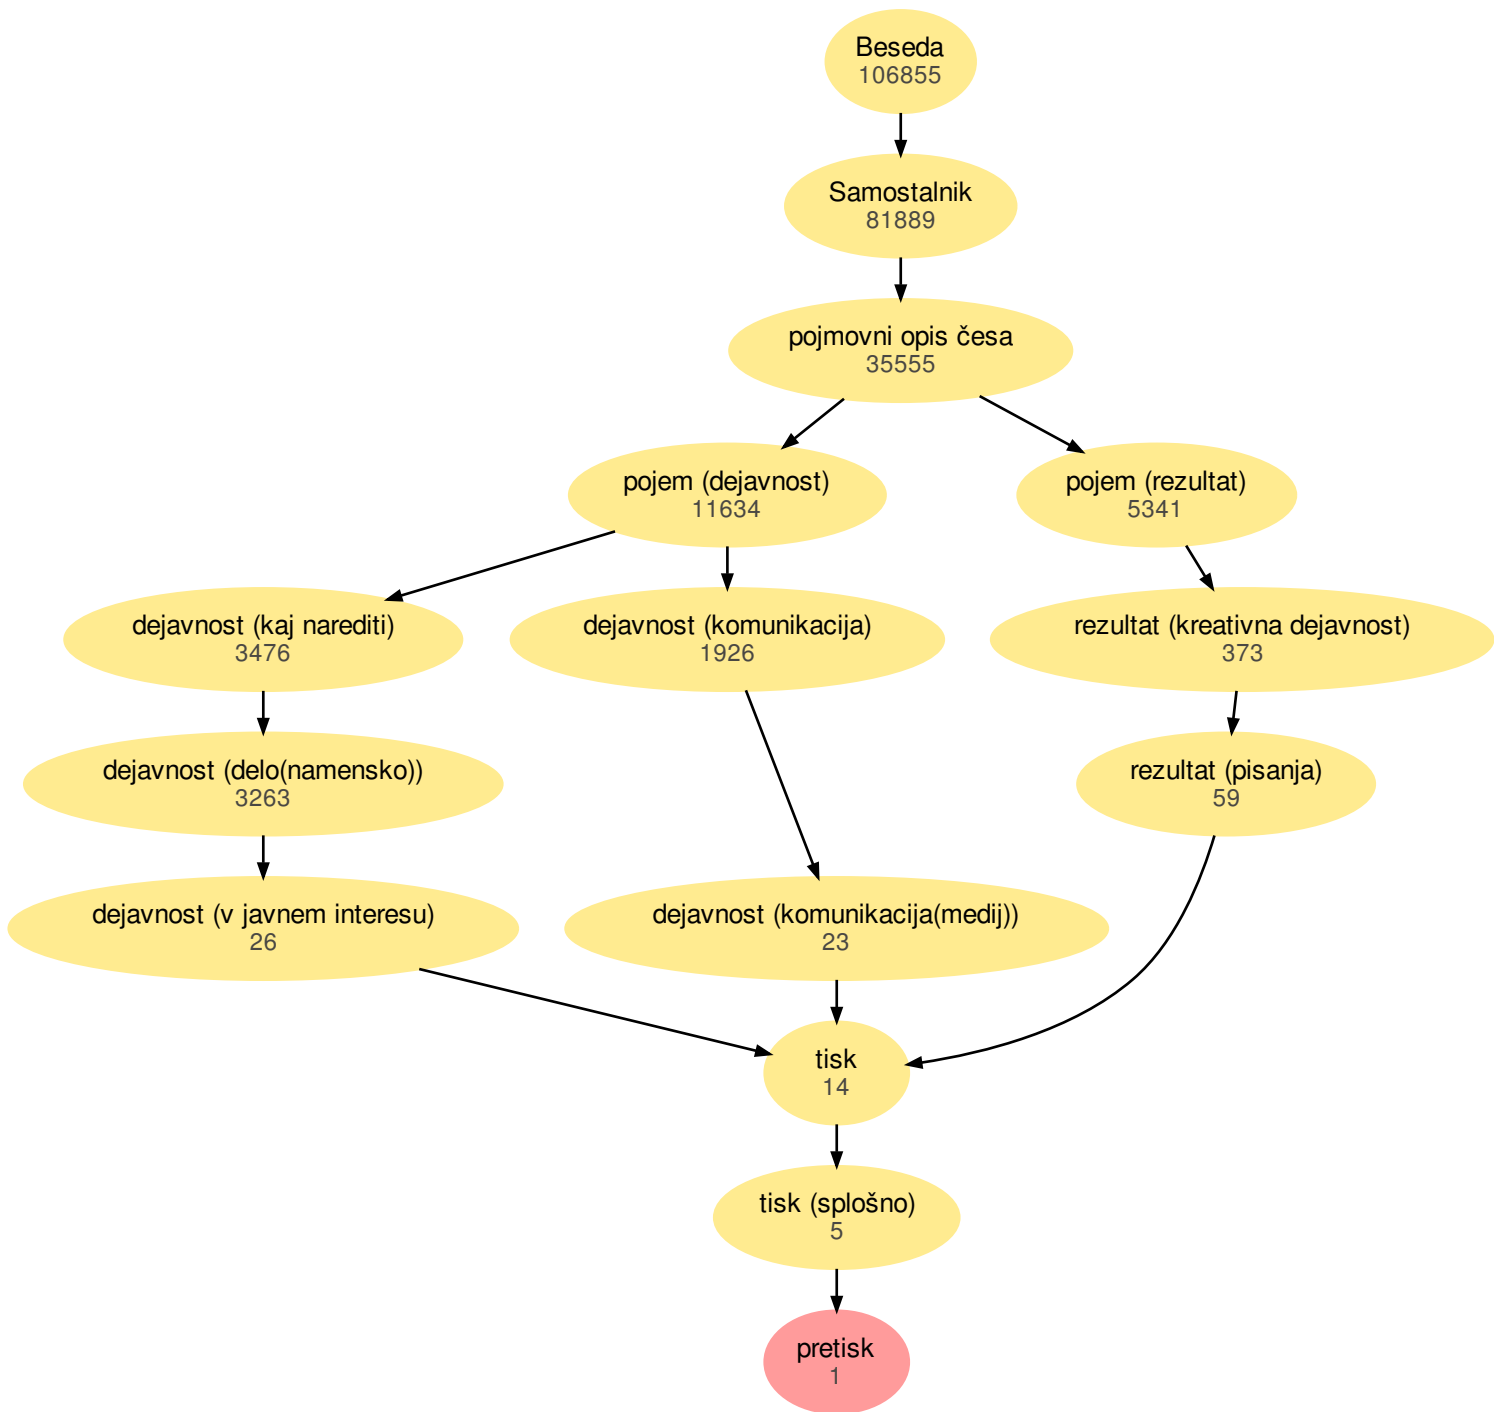 Beseda
106855
Samostalnik
81889
pojmovni opis česa
35555
pojem (dejavnost)
11634
pojem (rezultat)
5341
dejavnost (kaj narediti)
3476
dejavnost (komunikacija)
1926
rezultat (kreativna dejavnost)
373
dejavnost (delo(namensko))
3263
rezultat (pisanja)
59
dejavnost (v javnem interesu)
26
dejavnost (komunikacija(medij))
23
tisk
14
tisk (splošno)
5
pretisk
1